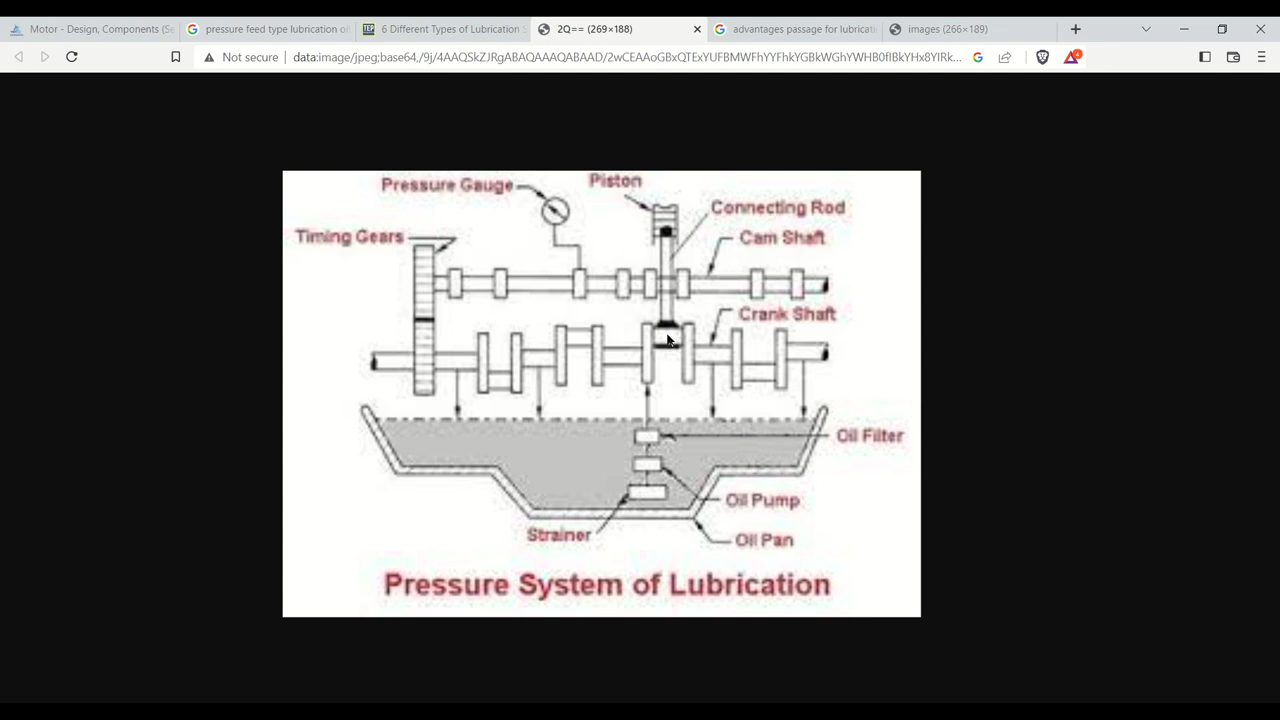 Motor - Design, Components (Se
pressure feed type lubrication o
6 Different Types of Lubrication
2Q== (269×188)
advantages passage for lubricati
images (266×189)
Not secure
data:image/jpg;base64,/9j/4AAQSkZJRgABAQAAAQABAAD/2wCEAAoGBxQTExYUFBMWFhYYFhkYGBkWGhYWHB0fIBkYHx8YIRk...
Pressure Gauge
Piston
Connecting Rod
Timing Gears
Cam Shaft
Crank Shaft
Oil Filter
Oil Pump
Strainer
Oil Pan
Pressure System of Lubrication